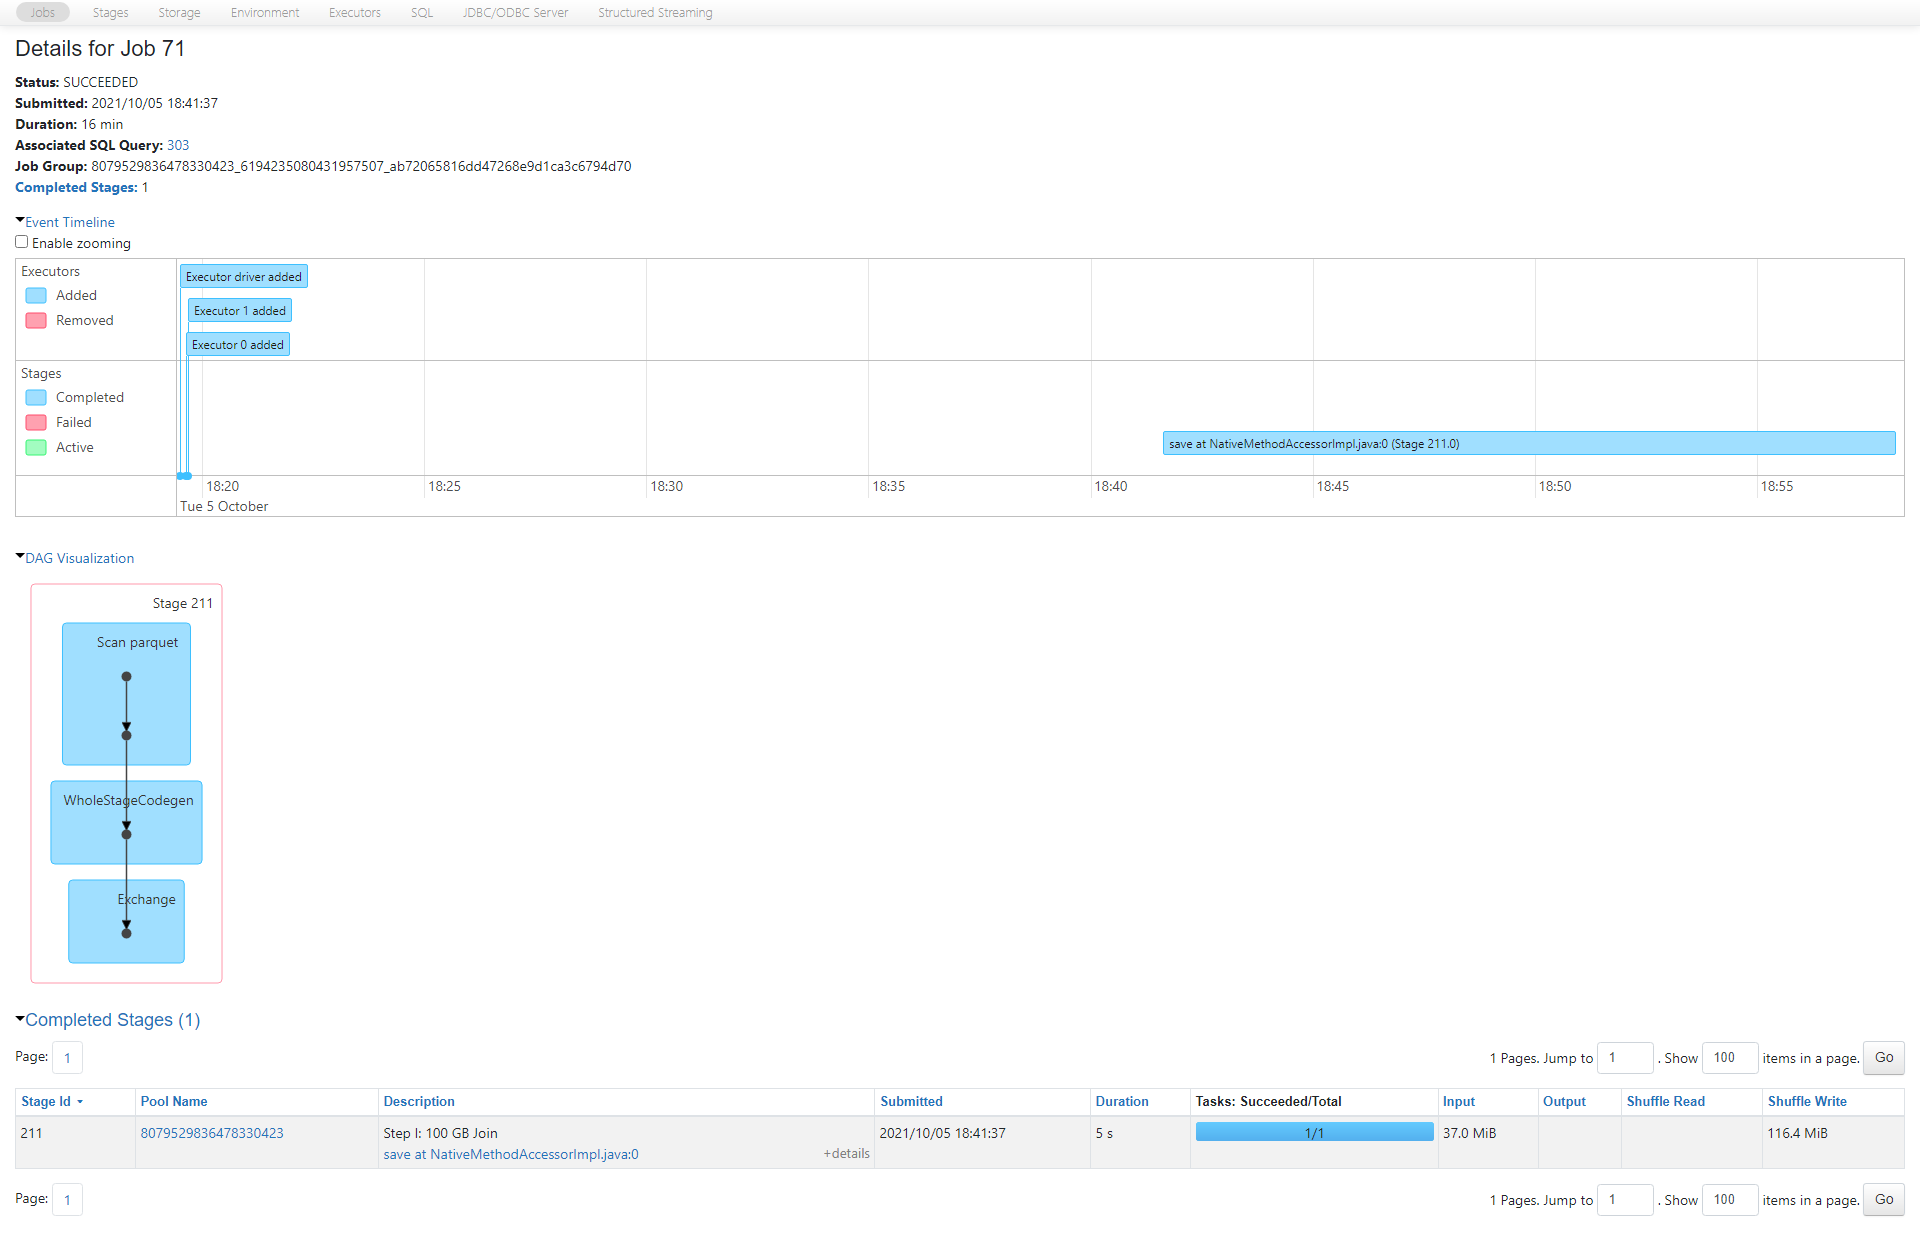 Jobs Stages Storage Environment Executors SQL JDBC/ODBC Server Structured Streaming
Details for Job 71
Status: SUCCEEDED
Submitted: 2021/10/05 18:41:37
Duration: 16 min
Associated SQL Query: 303
Job Group: 8079529836478330423_6194235080431957507_ab72065816dd47268e9d1ca3c6794d70
Completed Stages: 1
Event Timeline
Enable zooming
Executors
Added
Removed
Executor driver added
Executor 1 added
Executor 0 added
Stages
Completed
Failed
Active
save at NativeMethodAccessorImpl.java:0 (Stage 211.0)
18:20 18:25 18:30 18:35 18:40 18:45 18:50 18:55
Tue 5 October
DAG Visualization
Stage 211
Scan parquet
WholeStageCodegen
Exchange
Completed Stages (1)
Page: 1 1 Pages. Jump to 1 . Show 100 items in a page. Go
Stage Id Pool Name Description Submitted Duration Tasks: Succeeded/Total Input Output Shuffle Read Shuffle Write
211 8079529836478330423 Step I: 100 GB Join 2021/10/05 18:41:37 5 s 1/1 37.0 MiB 116.4 MiB
save at NativeMethodAccessorImpl.java:0 +details
Page: 1 1 Pages. Jump to 1 . Show 100 items in a page. Go